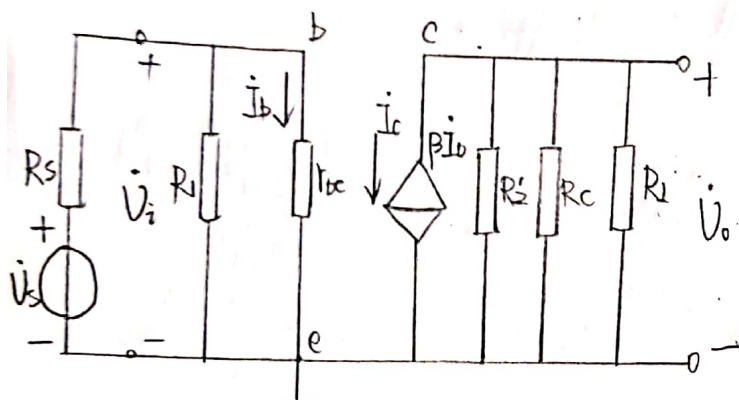 b
c
+
İb
İc
βİb
+
Rs
U̇i
R1
rbe
R2'
Rc
RL
U̇o
+
U̇s
−
−
e
−